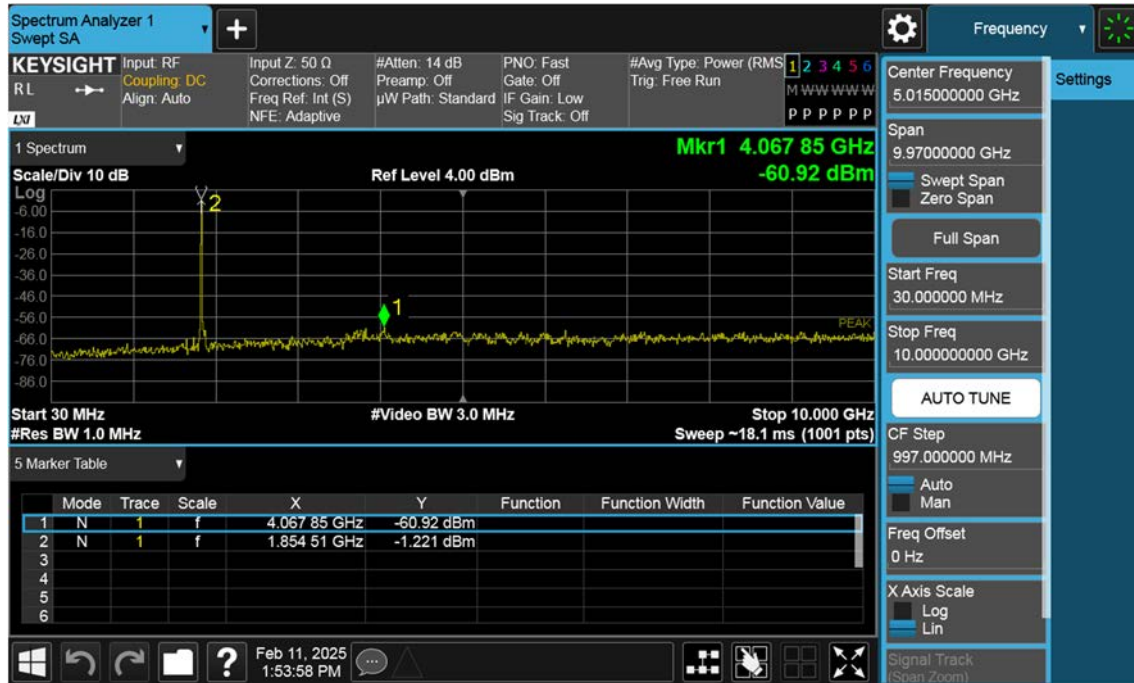 Spectrum Analyzer 1
Swept SA
Frequency
KEYSIGHT
RL
LXI
Input: RF
Coupling: DC
Align: Auto
Input Z: 50 Ω
Corrections: Off
Freq Ref: Int (S)
NFE: Adaptive
#Atten: 14 dB
Preamp: Off
µW Path: Standard
PNO: Fast
Gate: Off
IF Gain: Low
Sig Track: Off
#Avg Type: Power (RMS
Trig: Free Run
1 2 3 4 5 6
M W W W W W
P P P P P P
1 Spectrum
Mkr1 4.067 85 GHz
-60.92 dBm
Scale/Div 10 dB
Ref Level 4.00 dBm
Log
-6.00
-16.0
-26.0
-36.0
-46.0
-56.0
-66.0
-76.0
-86.0
2
1
PEAK
Start 30 MHz
#Video BW 3.0 MHz
Stop 10.000 GHz
#Res BW 1.0 MHz
Sweep ~18.1 ms (1001 pts)
5 Marker Table
Mode Trace Scale X Y Function Function Width Function Value
1 N 1 f 4.067 85 GHz -60.92 dBm
2 N 1 f 1.854 51 GHz -1.221 dBm
3
4
5
6
Feb 11, 2025
1:53:58 PM
Center Frequency
5.015000000 GHz
Settings
Span
9.97000000 GHz
Swept Span
Zero Span
Full Span
Start Freq
30.000000 MHz
Stop Freq
10.000000000 GHz
AUTO TUNE
CF Step
997.000000 MHz
Auto
Man
Freq Offset
0 Hz
X Axis Scale
Log
Lin
Signal Track
(Span Zoom)